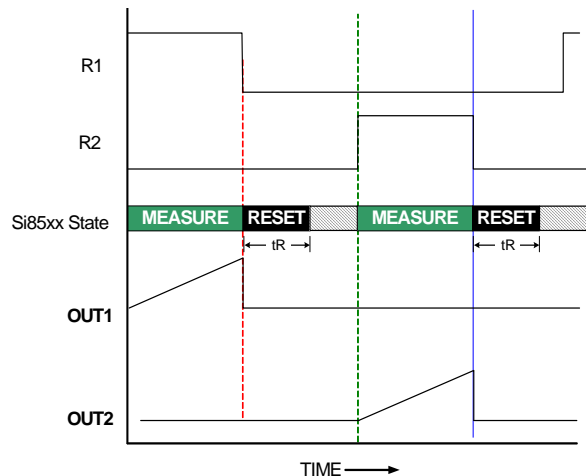 R1
R2
Si85xx State
MEASURE RESET MEASURE RESET
tR tR
OUT1
OUT2
TIME